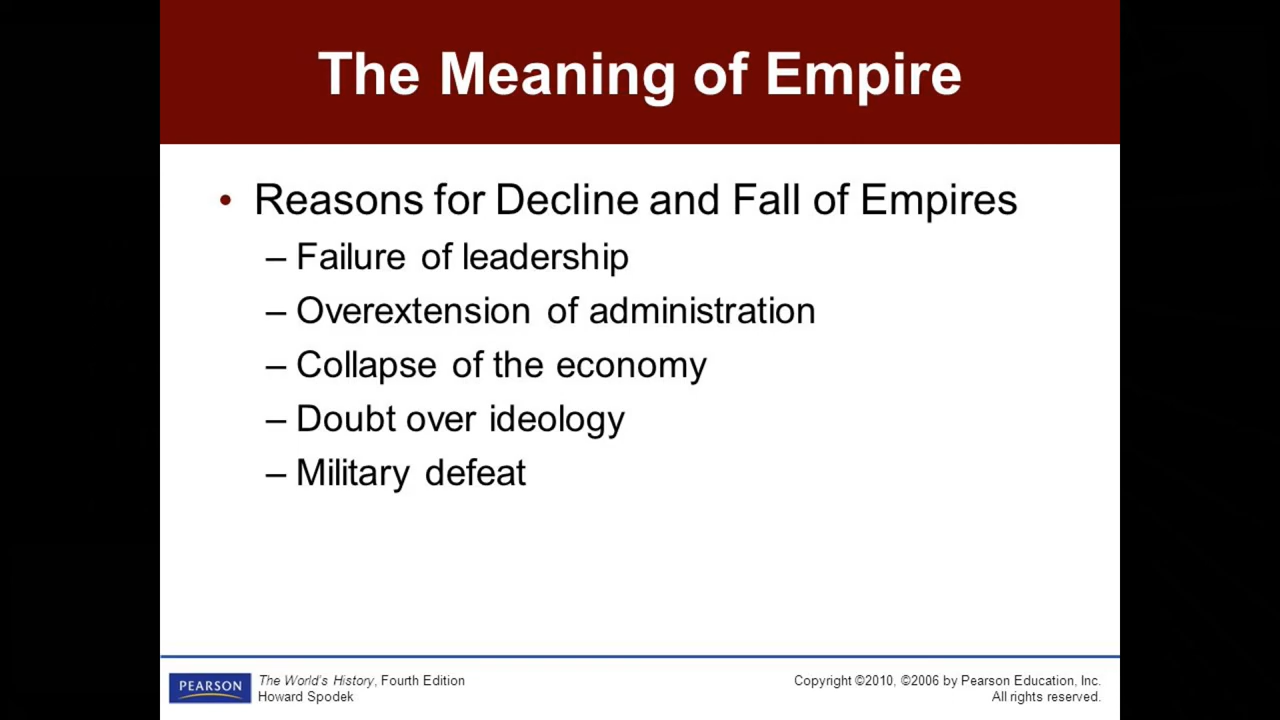 The Meaning of Empire
• Reasons for Decline and Fall of Empires
– Failure of leadership
– Overextension of administration
– Collapse of the economy
– Doubt over ideology
– Military defeat
PEARSON
The World's History, Fourth Edition
Howard Spodek
Copyright ©2010, ©2006 by Pearson Education, Inc.
All rights reserved.